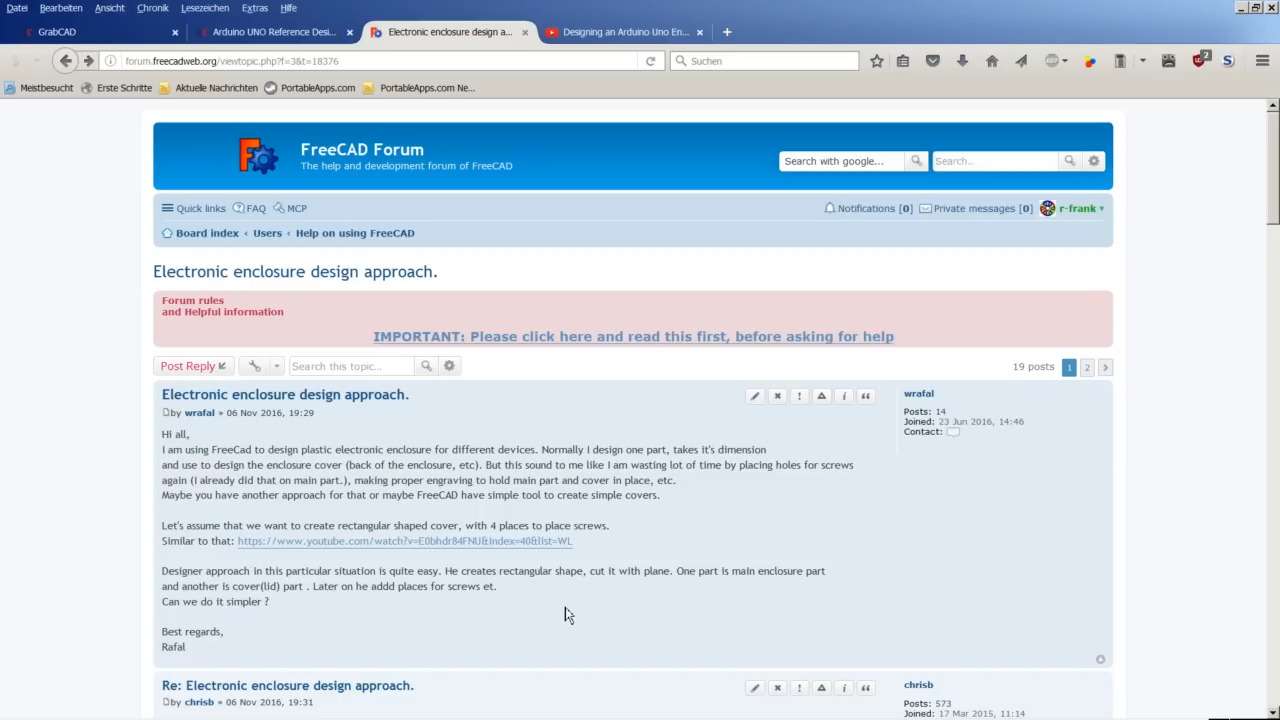 Datei Bearbeiten Ansicht Chronik Lesezeichen Extras Hilfe
GrabCAD × Arduino UNO Reference Desi... × Electronic enclosure design a... × Designing an Arduino Uno En... × +
forum.freecadweb.org/viewtopic.php?f=3&t=18376 Suchen 2 S
Meistbesucht Erste Schritte Aktuelle Nachrichten PortableApps.com PortableApps.com Ne...
FreeCAD Forum
The help and development forum of FreeCAD
Search with google... Search...
Quick links FAQ MCP Notifications [0] Private messages [0] r-frank
Board index ‹ Users ‹ Help on using FreeCAD
Electronic enclosure design approach.
Forum rules
and Helpful information
IMPORTANT: Please click here and read this first, before asking for help
Post Reply Search this topic... 19 posts 1 2
Electronic enclosure design approach.
by wrafal » 06 Nov 2016, 19:29
wrafal
Posts: 14
Joined: 23 Jun 2016, 14:46
Contact:
Hi all,
I am using FreeCad to design plastic electronic enclosure for different devices. Normally I design one part, takes it's dimension
and use to design the enclosure cover (back of the enclosure, etc). But this sound to me like I am wasting lot of time by placing holes for screws
again (I already did that on main part.), making proper engraving to hold main part and cover in place, etc.
Maybe you have another approach for that or maybe FreeCAD have simple tool to create simple covers.
Let's assume that we want to create rectangular shaped cover, with 4 places to place screws.
Similar to that: https://www.youtube.com/watch?v=E0bhdr84FNU&index=40&list=WL
Designer approach in this particular situation is quite easy. He creates rectangular shape, cut it with plane. One part is main enclosure part
and another is cover(lid) part . Later on he addd places for screws et.
Can we do it simpler ?
Best regards,
Rafal
Re: Electronic enclosure design approach.
by chrisb » 06 Nov 2016, 19:31
chrisb
Posts: 573
Joined: 17 Mar 2015, 11:14